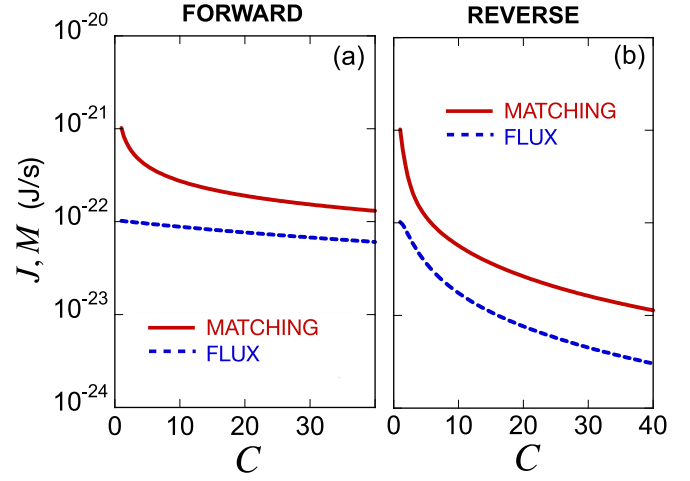 FORWARD REVERSE
(a) (b)
10⁻²⁰
10⁻²¹
10⁻²²
10⁻²³
10⁻²⁴
J, M (J/s)
MATCHING
FLUX
MATCHING
FLUX
0 10 20 30 0 10 20 30 40
C C